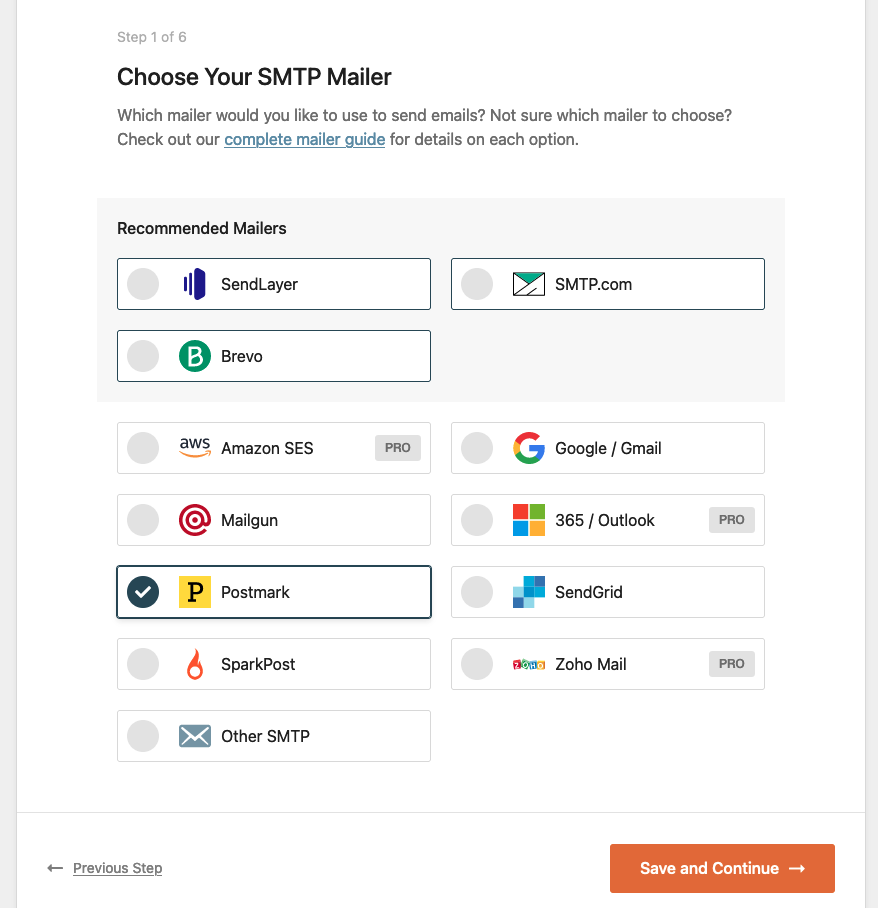 Step 1 of 6
Choose Your SMTP Mailer
Which mailer would you like to use to send emails? Not sure which mailer to choose?
Check out our complete mailer guide for details on each option.
Recommended Mailers
SendLayer
SMTP.com
B Brevo
aws Amazon SES PRO
Google / Gmail
Mailgun
365 / Outlook PRO
P Postmark
SendGrid
SparkPost
ZOHO Zoho Mail PRO
Other SMTP
← Previous Step
Save and Continue →